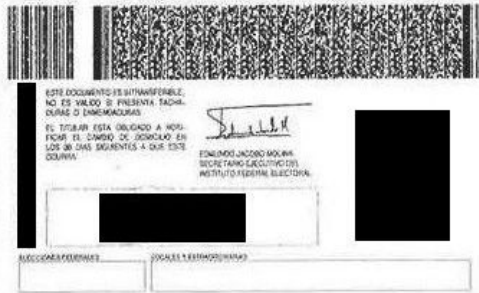 ESTE DOCUMENTO ES INTRANSFERIBLE,
NO ES VALIDO SI PRESENTA TACHA-
DURAS O ENMENDADURAS
EL TITULAR ESTA OBLIGADO A NOTI-
FICAR EL CAMBIO DE DOMICILIO EN
LOS 30 DIAS SIGUIENTES A QUE ESTE
OCURRA
EDMUNDO JACOBO MOLINA
SECRETARIO EJECUTIVO DEL
INSTITUTO FEDERAL ELECTORAL
ELECCIONES FEDERALES
LOCALES Y EXTRAORDINARIAS